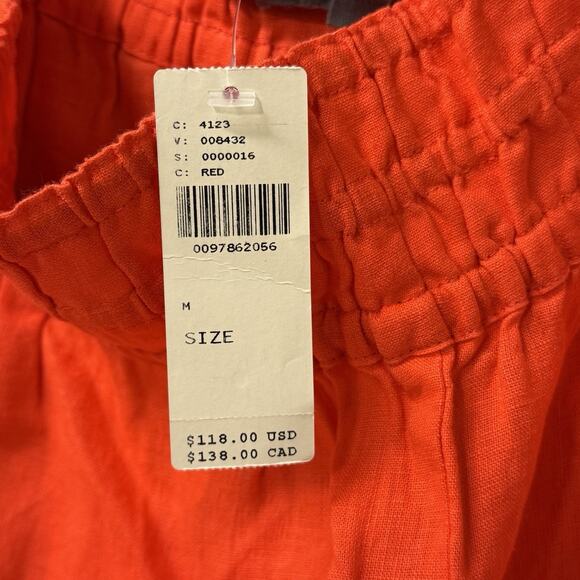 C: 4123
V: 008432
S: 0000016
C: RED
0097862056
M
SIZE
$118.00 USD
$138.00 CAD